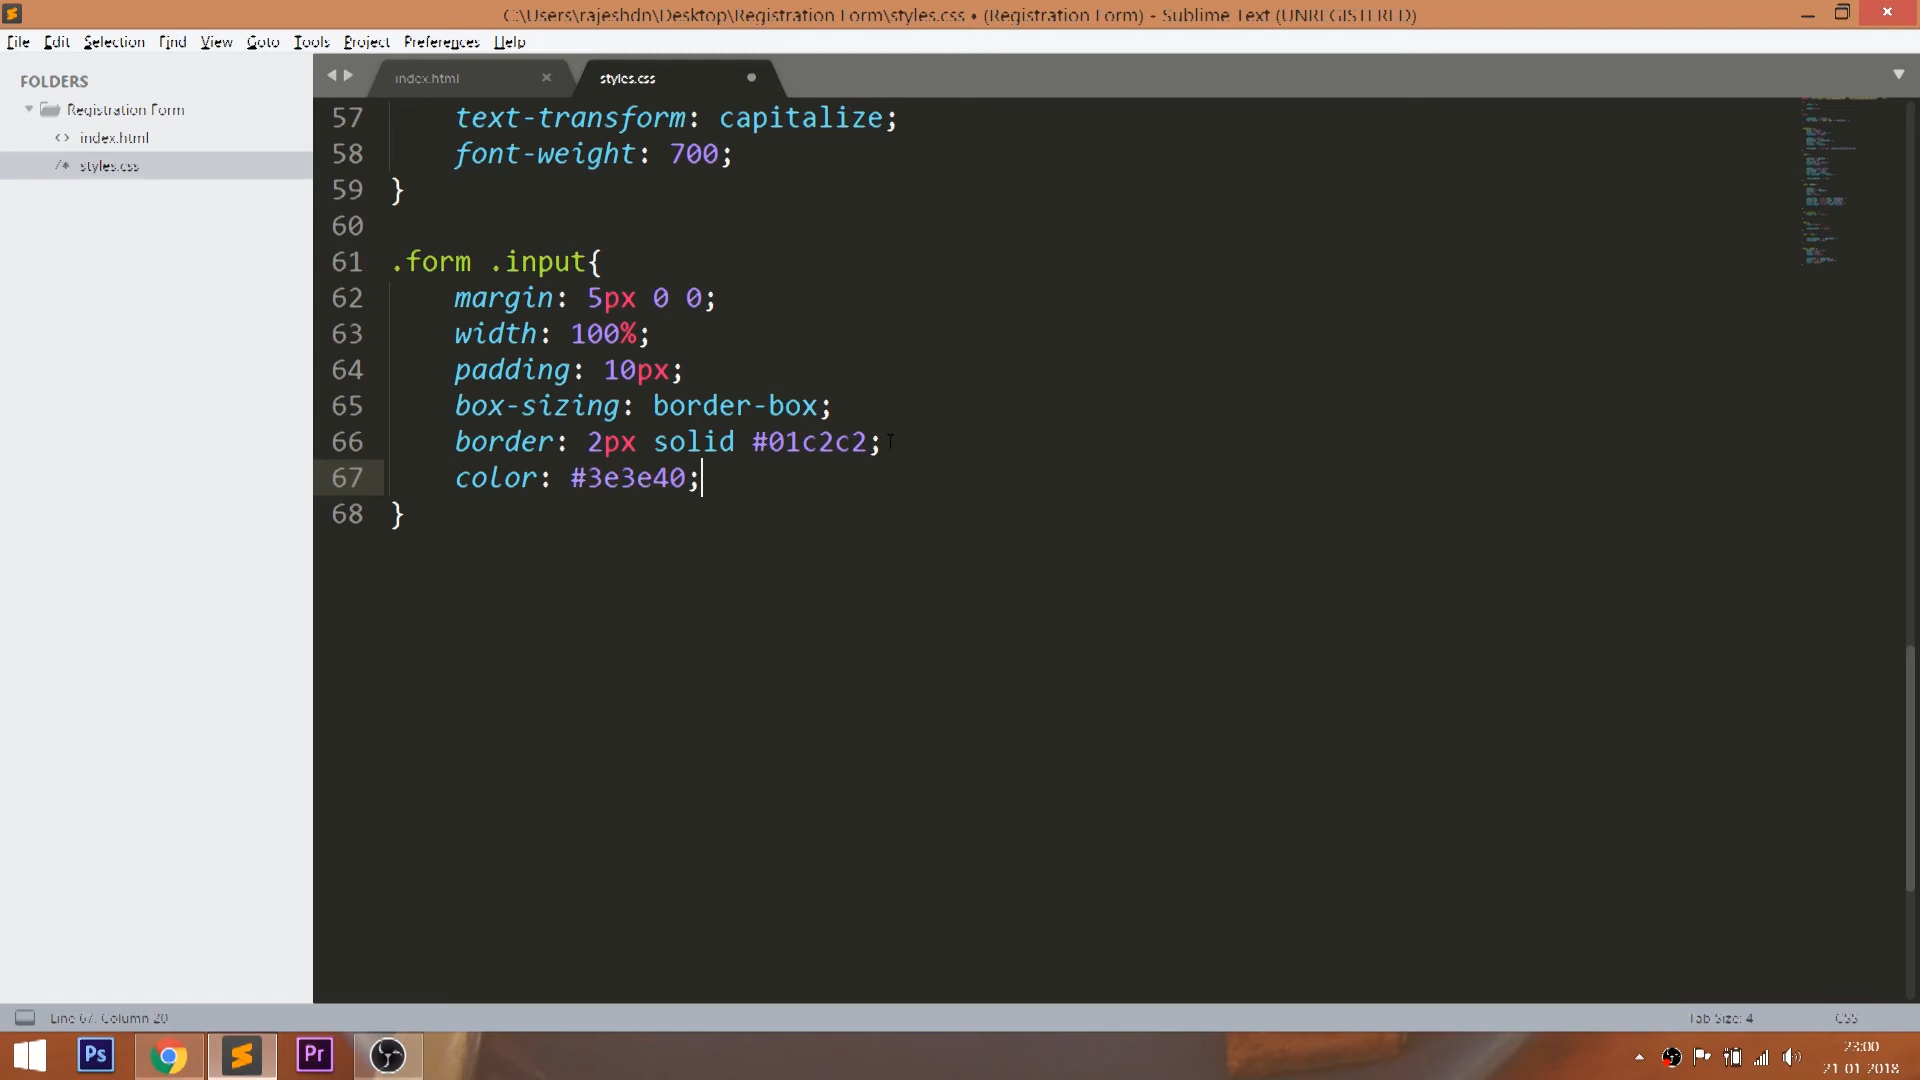 C:\Users\rajeshdn\Desktop\Registration Form\styles.css • (Registration Form) - Sublime Text (UNREGISTERED)
File Edit Selection Find View Goto Tools Project Preferences Help
FOLDERS
Registration Form
<> index.html
/* styles.css
index.html × styles.css
57 text-transform: capitalize;
58 font-weight: 700;
59 }
60
61 .form .input{
62 margin: 5px 0 0;
63 width: 100%;
64 padding: 10px;
65 box-sizing: border-box;
66 border: 2px solid #01c2c2;
67 color: #3e3e40;
68 }
Line 67, Column 20
Tab Size: 4
CSS
Ps
Pr
23:00
21-01-2018